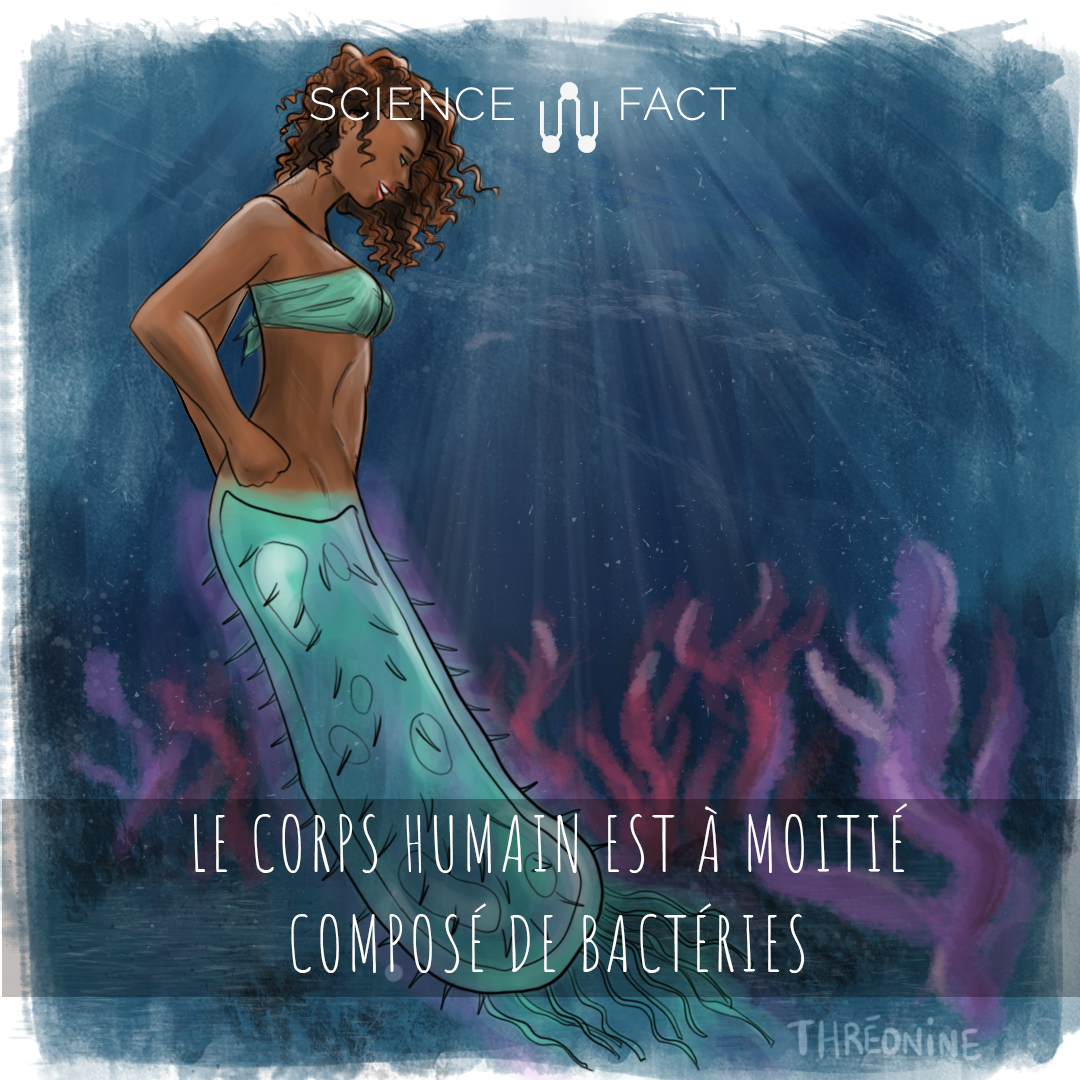 SCIENCE FACT
LE CORPS HUMAIN EST À MOITIÉ
COMPOSÉ DE BACTÉRIES
THRÉONINE